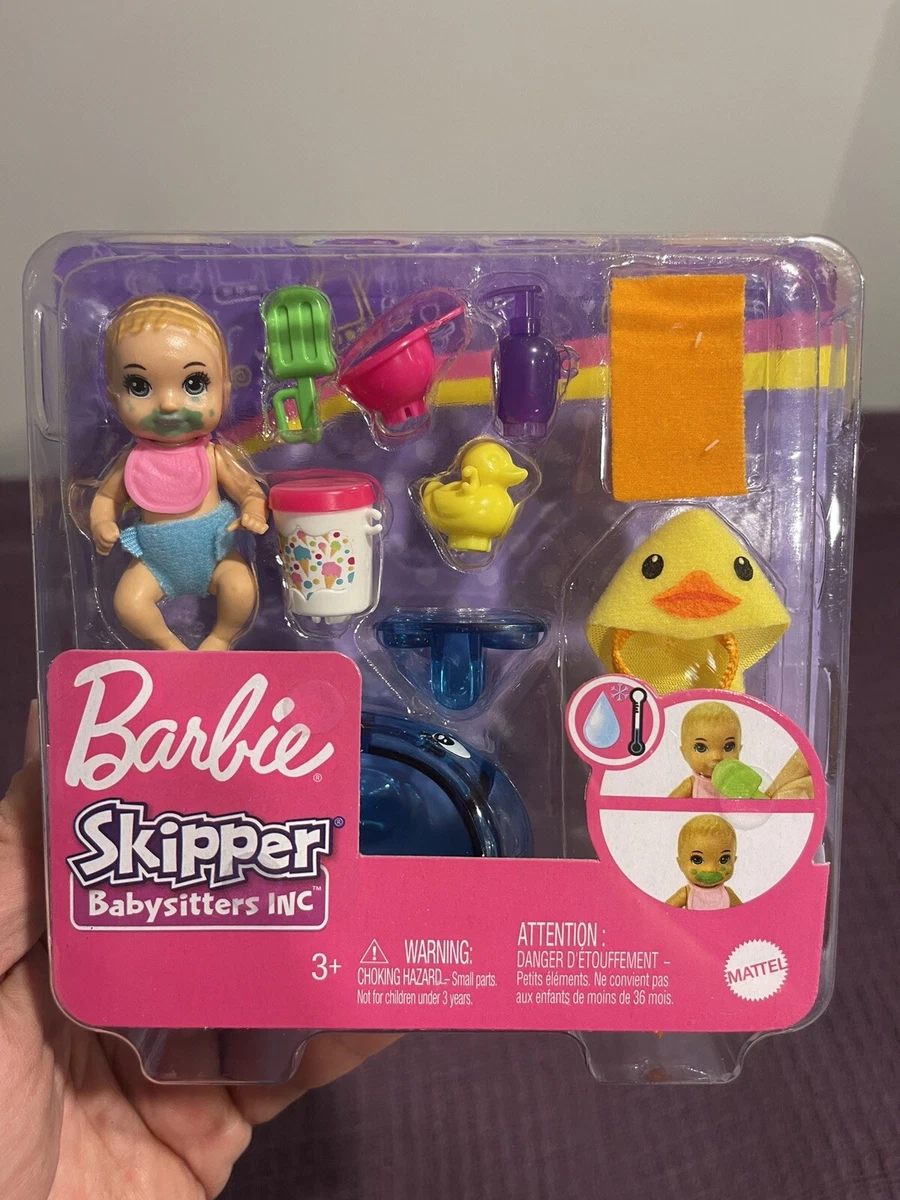 Barbie®
Skipper®
Babysitters INC™
3+
WARNING:
CHOKING HAZARD – Small parts.
Not for children under 3 years.
ATTENTION :
DANGER D'ÉTOUFFEMENT –
Petits éléments. Ne convient pas
aux enfants de moins de 36 mois.
MATTEL